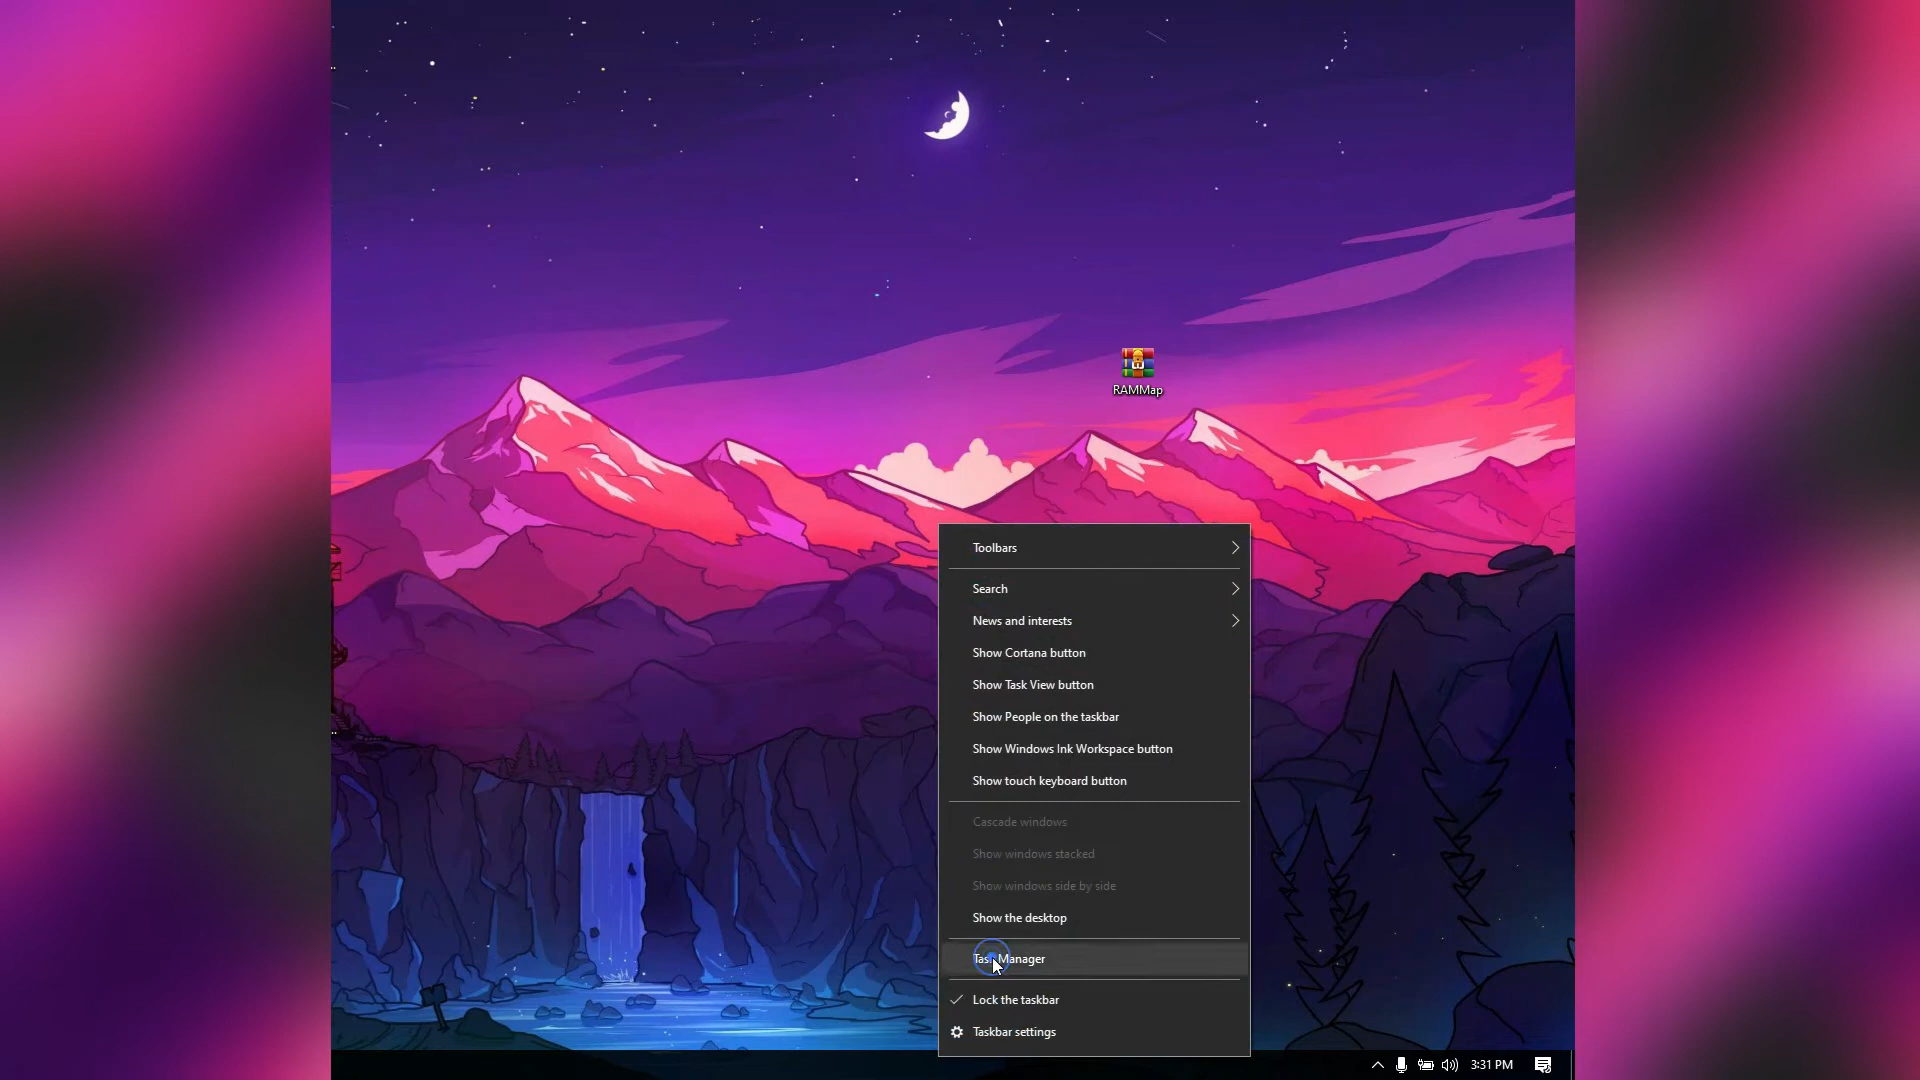 RAMMap
Toolbars
Search
News and interests
Show Cortana button
Show Task View button
Show People on the taskbar
Show Windows Ink Workspace button
Show touch keyboard button
Cascade windows
Show windows stacked
Show windows side by side
Show the desktop
Task Manager
Lock the taskbar
Taskbar settings
3:31 PM